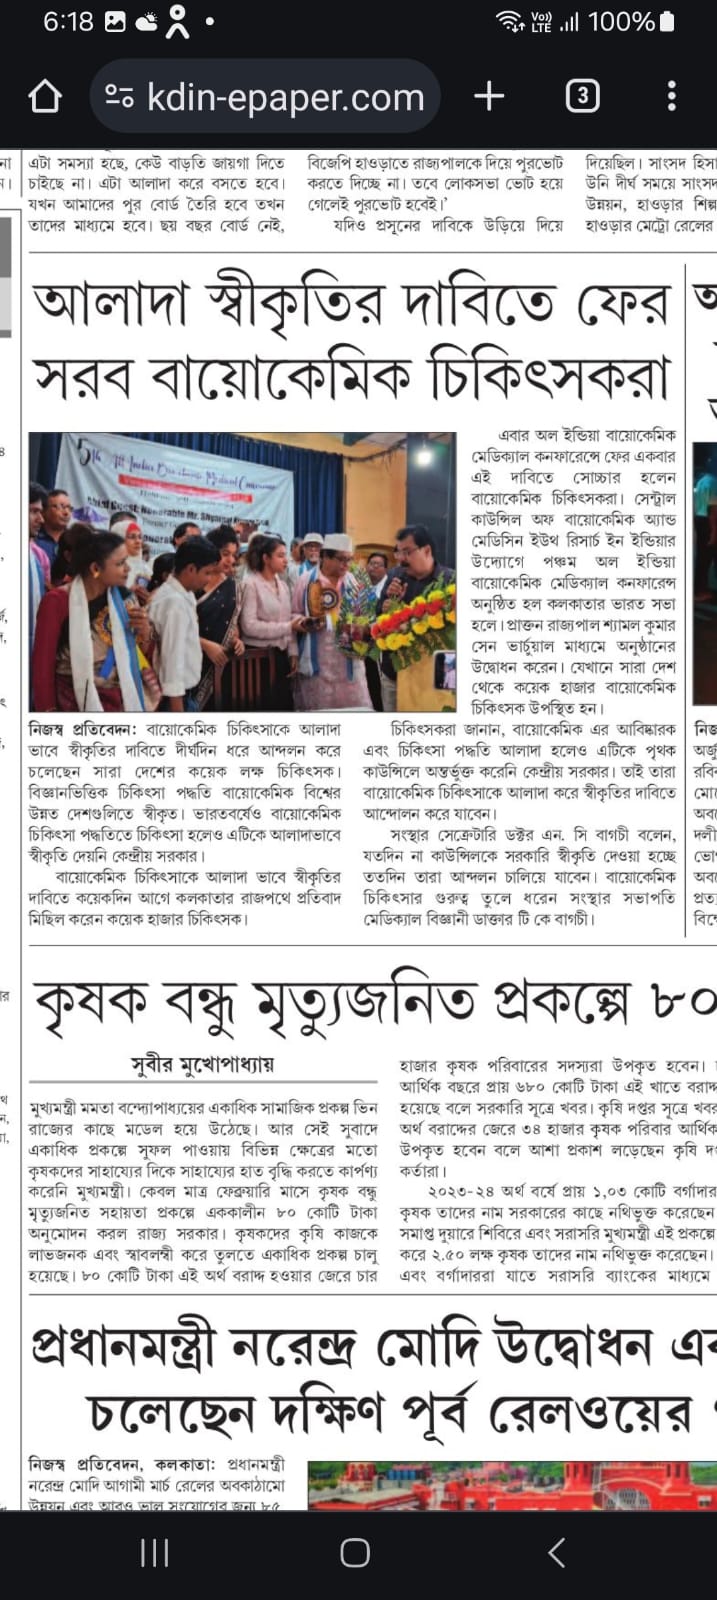 6:18
Vo))
LTE
100%
kdin-epaper.com
3
এটা সমস্যা হচ্ছে, কেউ বাড়তি জায়গা দিতে
চাইছে না। এটা আলাদা করে বসতে হবে।
যখন আমাদের পুর বোর্ড তৈরি হবে তখন
তাদের মাধ্যমে হবে। ছয় বছর বোর্ড নেই,
বিজেপি হাওড়াতে রাজ্যপালকে দিয়ে পুরভোট
করতে দিচ্ছে না। তবে লোকসভা ভোট হয়ে
গেলেই পুরভোট হবেই।'
যদিও প্রসূনের দাবিকে উড়িয়ে দিয়ে
দিয়েছিল। সাংসদ হিসা
উনি দীর্ঘ সময়ে সাংসদ
উন্নয়ন, হাওড়ার শিল্প
হাওড়ার মেট্রো রেলের
আলাদা স্বীকৃতির দাবিতে ফের
সরব বায়োকেমিক চিকিৎসকরা
5th All India Biochemic Medical Conference
Chief Guest: Honorable Mr. Shyamal
নিজস্ব প্রতিবেদন: বায়োকেমিক চিকিৎসাকে আলাদা
ভাবে স্বীকৃতির দাবিতে দীর্ঘদিন ধরে আন্দলন করে
চলেছেন সারা দেশের কয়েক লক্ষ চিকিৎসক।
বিজ্ঞানভিত্তিক চিকিৎসা পদ্ধতি বায়োকেমিক বিশ্বের
উন্নত দেশগুলিতে স্বীকৃত। ভারতবর্ষেও বায়োকেমিক
চিকিৎসা পদ্ধতিতে চিকিৎসা হলেও এটিকে আলাদাভাবে
স্বীকৃতি দেয়নি কেন্দ্রীয় সরকার।
বায়োকেমিক চিকিৎসাকে আলাদা ভাবে স্বীকৃতির
দাবিতে কয়েকদিন আগে কলকাতার রাজপথে প্রতিবাদ
মিছিল করেন কয়েক হাজার চিকিৎসক।
এবার অল ইন্ডিয়া বায়োকেমিক
মেডিক্যাল কনফারেন্সে ফের একবার
এই দাবিতে সোচ্চার হলেন
বায়োকেমিক চিকিৎসকরা। সেন্ট্রাল
কাউন্সিল অফ বায়োকেমিক অ্যান্ড
মেডিসিন ইউথ রিসার্চ ইন ইন্ডিয়ার
উদ্যোগে পঞ্চম অল ইন্ডিয়া
বায়োকেমিক মেডিক্যাল কনফারেন্স
অনুষ্ঠিত হল কলকাতার ভারত সভা
হলে। প্রাক্তন রাজ্যপাল শ্যামল কুমার
সেন ভার্চুয়াল মাধ্যমে অনুষ্ঠানের
উদ্বোধন করেন। যেখানে সারা দেশ
থেকে কয়েক হাজার বায়োকেমিক
চিকিৎসক উপস্থিত হন।
চিকিৎসকরা জানান, বায়োকেমিক এর আবিষ্কারক
এবং চিকিৎসা পদ্ধতি আলাদা হলেও এটিকে পৃথক
কাউন্সিলে অন্তর্ভুক্ত করেনি কেন্দ্রীয় সরকার। তাই তারা
বায়োকেমিক চিকিৎসাকে আলাদা করে স্বীকৃতির দাবিতে
আন্দোলন করে যাবেন।
সংস্থার সেক্রেটারি ডক্টর এন. সি বাগচী বলেন,
যতদিন না কাউন্সিলকে সরকারি স্বীকৃতি দেওয়া হচ্ছে
ততদিন তারা আন্দলন চালিয়ে যাবেন। বায়োকেমিক
চিকিৎসার গুরুত্ব তুলে ধরেন সংস্থার সভাপতি
মেডিক্যাল বিজ্ঞানী ডাক্তার টি কে বাগচী।
কৃষক বন্ধু মৃত্যুজনিত প্রকল্পে ৮০
সুবীর মুখোপাধ্যায়
মুখ্যমন্ত্রী মমতা বন্দ্যোপাধ্যায়ের একাধিক সামাজিক প্রকল্প ভিন
রাজ্যের কাছে মডেল হয়ে উঠেছে। আর সেই সুবাদে
একাধিক প্রকল্পে সুফল পাওয়ায় বিভিন্ন ক্ষেত্রের মতো
কৃষকদের সাহায্যের দিকে সাহায্যের হাত বৃদ্ধি করতে কার্পণ্য
করেনি মুখ্যমন্ত্রী। কেবল মাত্র ফেব্রুয়ারি মাসে কৃষক বন্ধু
মৃত্যুজনিত সহায়তা প্রকল্পে এককালীন ৮০ কোটি টাকা
অনুমোদন করল রাজ্য সরকার। কৃষকদের কৃষি কাজকে
লাভজনক এবং স্বাবলম্বী করে তুলতে একাধিক প্রকল্প চালু
হয়েছে। ৮০ কোটি টাকা এই অর্থ বরাদ্দ হওয়ার জেরে চার
হাজার কৃষক পরিবারের সদস্যরা উপকৃত হবেন।
আর্থিক বছরে প্রায় ৬৮০ কোটি টাকা এই খাতে বরাদ্দ
হয়েছে বলে সরকারি সূত্রে খবর। কৃষি দপ্তর সূত্রে খবর
অর্থ বরাদ্দের জেরে ৩৪ হাজার কৃষক পরিবার আর্থিক
উপকৃত হবেন বলে আশা প্রকাশ লড়েছেন কৃষি দ
কর্তারা।
২০২৩-২৪ অর্থ বর্ষে প্রায় ১,০৩ কোটি বর্গাদার
কৃষক তাদের নাম সরকারের কাছে নথিভুক্ত করেছেন
সমাপ্ত দুয়ারে শিবিরে এবং সরাসরি মুখ্যমন্ত্রী এই প্রকল্পে
করে ২.৫০ লক্ষ কৃষক তাদের নাম নথিভুক্ত করেছেন।
এবং বর্গাদাররা যাতে সরাসরি ব্যাংকের মাধ্যমে
প্রধানমন্ত্রী নরেন্দ্র মোদি উদ্বোধন এব
চলেছেন দক্ষিণ পূর্ব রেলওয়ের
নিজস্ব প্রতিবেদন, কলকাতা: প্রধানমন্ত্রী
নরেন্দ্র মোদি আগামী মার্চ রেলের অবকাঠামো
উন্নয়ন এবং আরও ভাল সংযোগের জন্য ৮৫